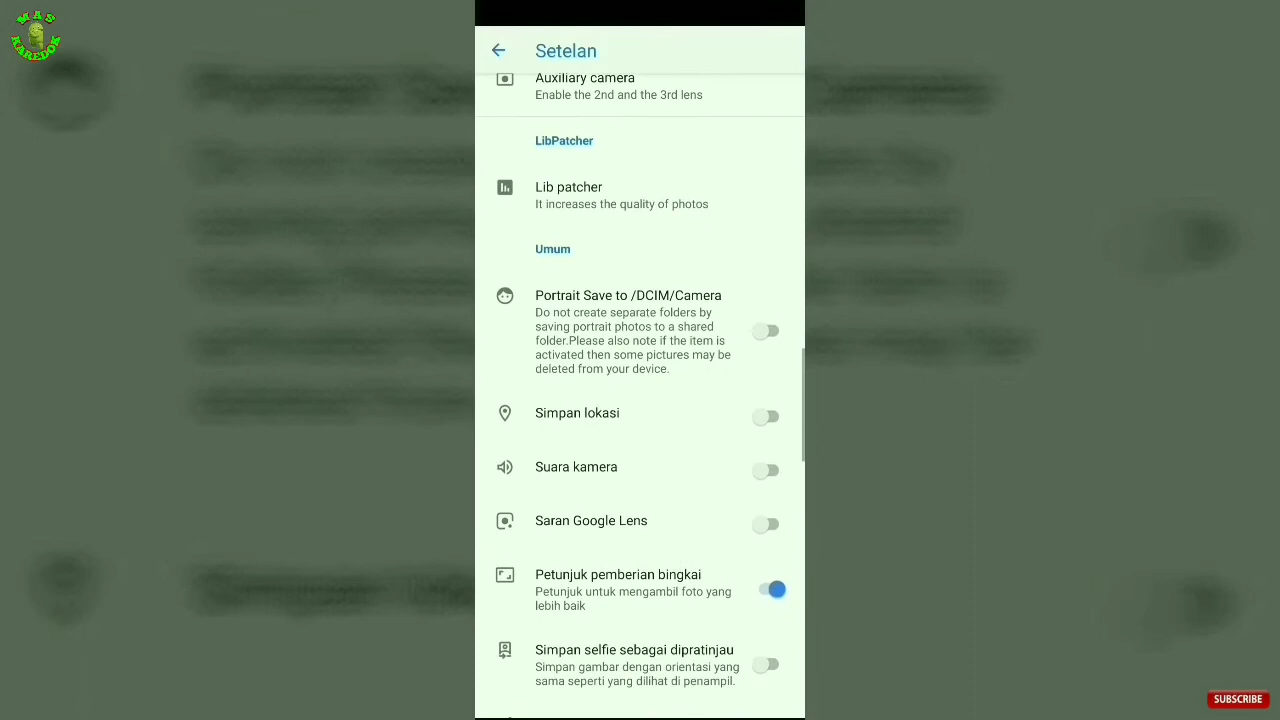 MAS
KAREDOK
Setelan
Auxiliary camera
Enable the 2nd and the 3rd lens
LibPatcher
Lib patcher
It increases the quality of photos
Umum
Portrait Save to /DCIM/Camera
Do not create separate folders by
saving portrait photos to a shared
folder.Please also note if the item is
activated then some pictures may be
deleted from your device.
Simpan lokasi
Suara kamera
Saran Google Lens
Petunjuk pemberian bingkai
Petunjuk untuk mengambil foto yang
lebih baik
Simpan selfie sebagai dipratinjau
Simpan gambar dengan orientasi yang
sama seperti yang dilihat di penampil.
SUBSCRIBE